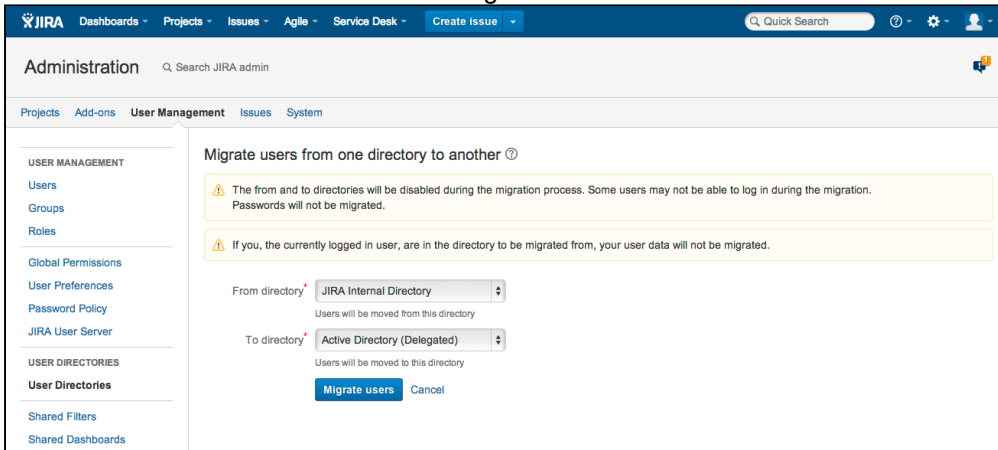 JIRA Dashboards Projects Issues Agile Service Desk Create issue Quick Search
Administration Search JIRA admin
Projects Add-ons User Management Issues System
USER MANAGEMENT
Users
Groups
Roles
Global Permissions
User Preferences
Password Policy
JIRA User Server
USER DIRECTORIES
User Directories
Shared Filters
Shared Dashboards
Migrate users from one directory to another
The from and to directories will be disabled during the migration process. Some users may not be able to log in during the migration.
Passwords will not be migrated.
If you, the currently logged in user, are in the directory to be migrated from, your user data will not be migrated.
From directory* JIRA Internal Directory
Users will be moved from this directory
To directory* Active Directory (Delegated)
Users will be moved to this directory
Migrate users Cancel